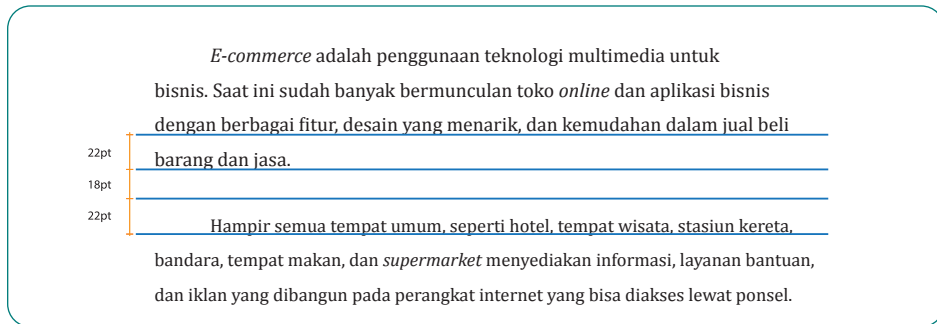 E-commerce adalah penggunaan teknologi multimedia untuk
bisnis. Saat ini sudah banyak bermunculan toko online dan aplikasi bisnis
dengan berbagai fitur, desain yang menarik, dan kemudahan dalam jual beli
22pt
barang dan jasa.
18pt
22pt
Hampir semua tempat umum, seperti hotel, tempat wisata, stasiun kereta,
bandara, tempat makan, dan supermarket menyediakan informasi, layanan bantuan,
dan iklan yang dibangun pada perangkat internet yang bisa diakses lewat ponsel.